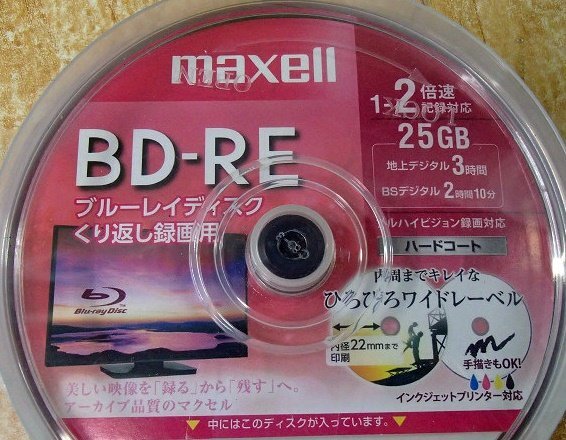 maxell
OPEN
LOCK
1-2倍速
記録対応
BD-RE
25GB
地上デジタル3時間
BSデジタル2時間10分
ブルーレイディスク
くり返し録画用
ルハイビジョン録画対応
ハードコート
内周までキレイな
ひろびろワイドレーベル
内径22mmまで
印刷
手描きもOK!
インクジェットプリンター対応
Blu-ray Disc
美しい映像を「録る」から「残す」へ。
アーカイブ品質のマクセル
▼ 中にはこのディスクが入っています。▼